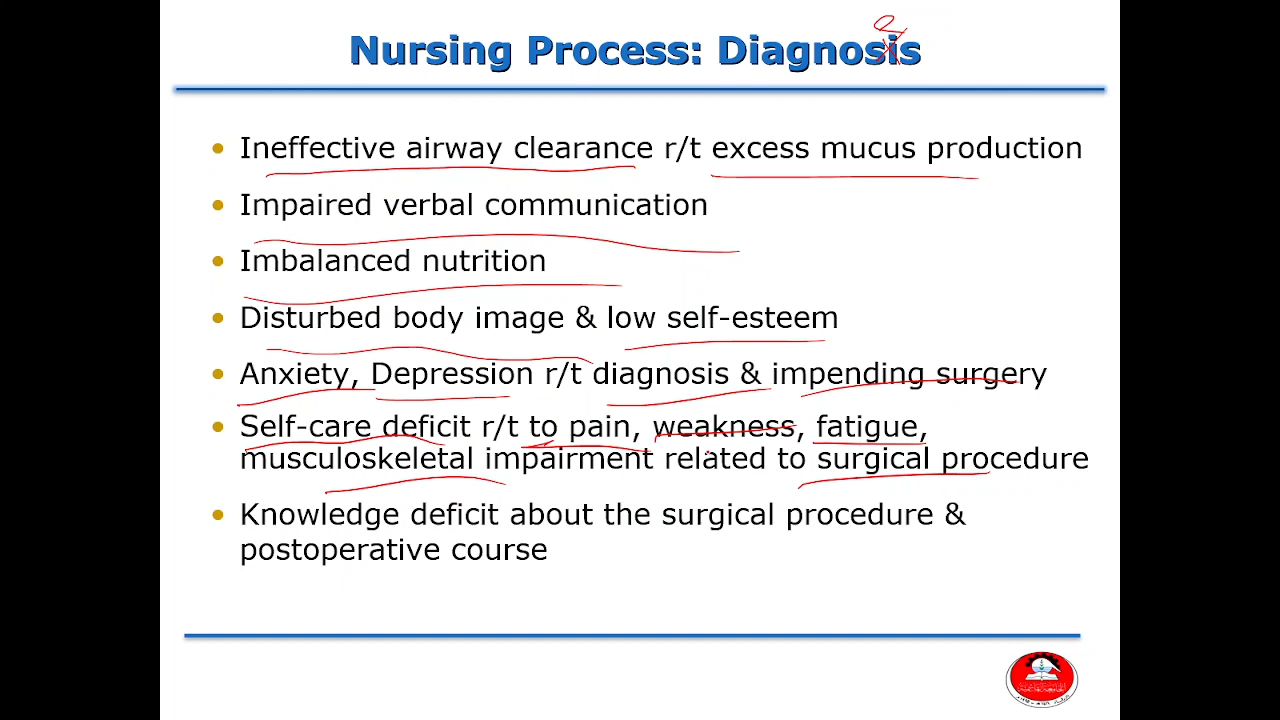 Nursing Process: Diagnosis
• Ineffective airway clearance r/t excess mucus production
• Impaired verbal communication
• Imbalanced nutrition
• Disturbed body image & low self-esteem
• Anxiety, Depression r/t diagnosis & impending surgery
• Self-care deficit r/t to pain, weakness, fatigue,
musculoskeletal impairment related to surgical procedure
• Knowledge deficit about the surgical procedure &
postoperative course